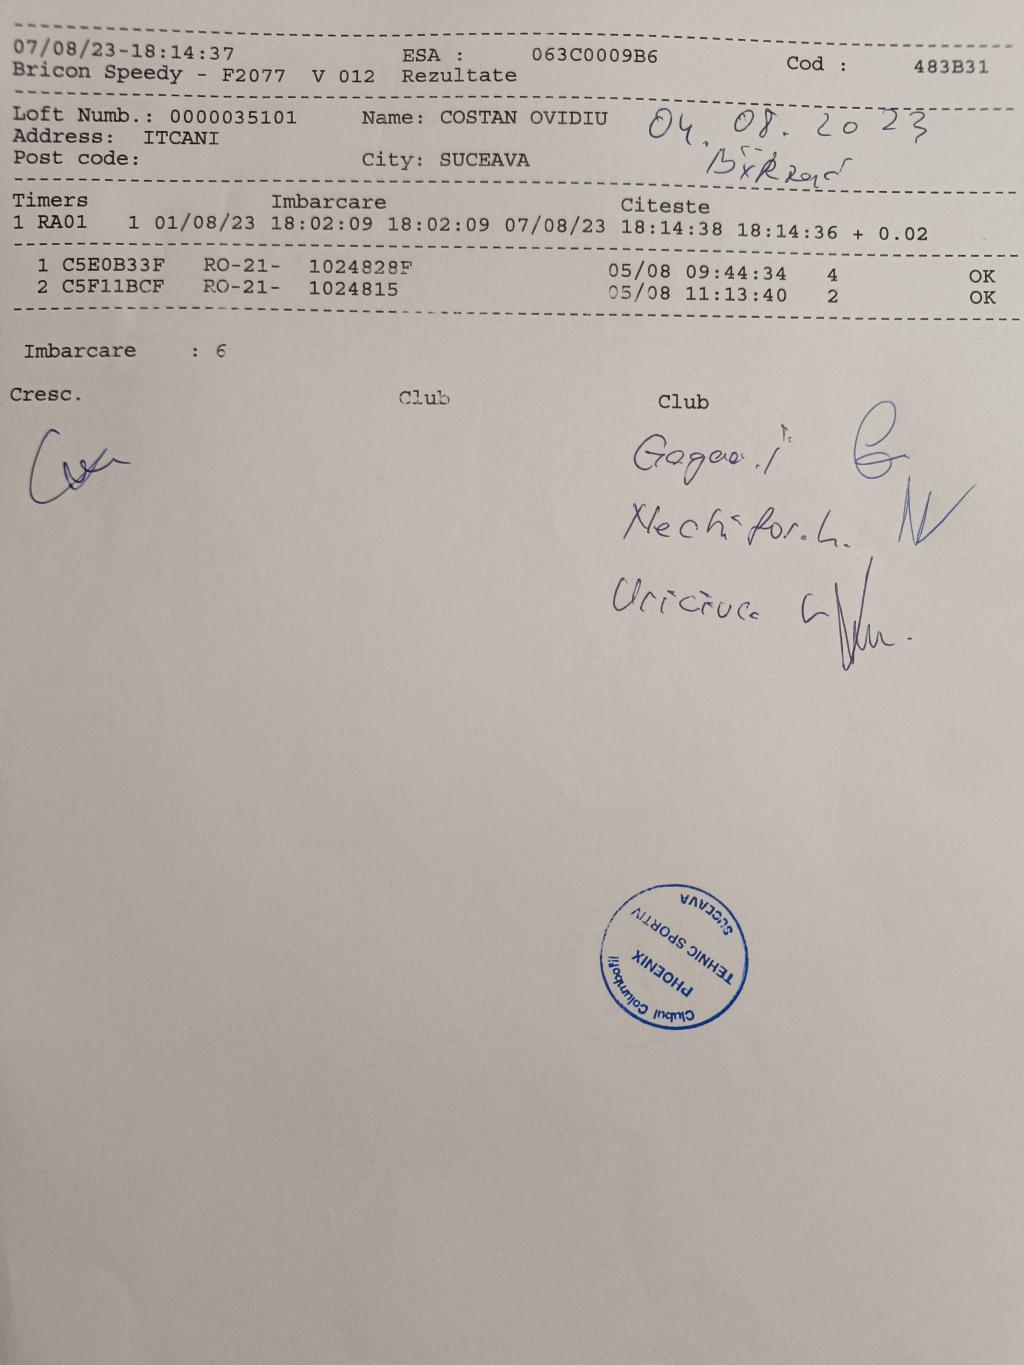 07/08/23-18:14:37 ESA : 063C0009B6 Cod : 483B31
Bricon Speedy - F2077 V 012 Rezultate
Loft Numb.: 0000035101 Name: COSTAN OVIDIU 04.08.2023
Address: ITCANI
Post code: City: SUCEAVA
Timers Imbarcare Citeste
1 RA01 1 01/08/23 18:02:09 18:02:09 07/08/23 18:14:38 18:14:36 + 0.02
1 C5E0B33F RO-21- 1024828F 05/08 09:44:34 4 OK
2 C5F11BCF RO-21- 1024815 05/08 11:13:40 2 OK
Imbarcare : 6
Cresc. Club Club
Nechifor.
Clubul Columbofil
PHOENIX
TEHNIC SPORTIV
SUCEAVA